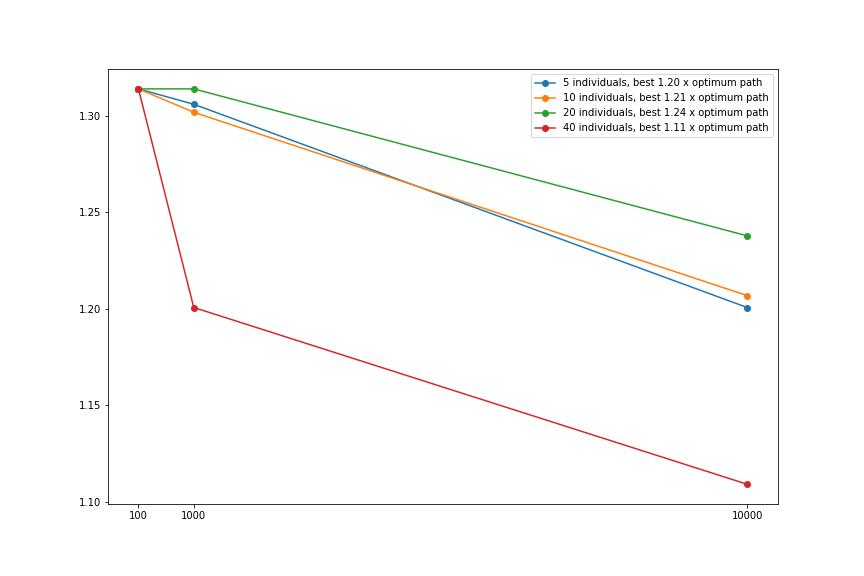 5 individuals, best 1.20 x optimum path
10 individuals, best 1.21 x optimum path
20 individuals, best 1.24 x optimum path
40 individuals, best 1.11 x optimum path
1.30
1.25
1.20
1.15
1.10
100 1000 10000